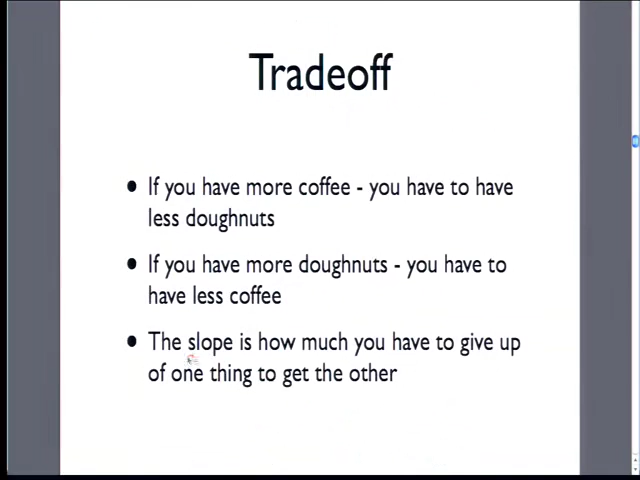 Tradeoff
• If you have more coffee - you have to have
less doughnuts
• If you have more doughnuts - you have to
have less coffee
• The slope is how much you have to give up
of one thing to get the other